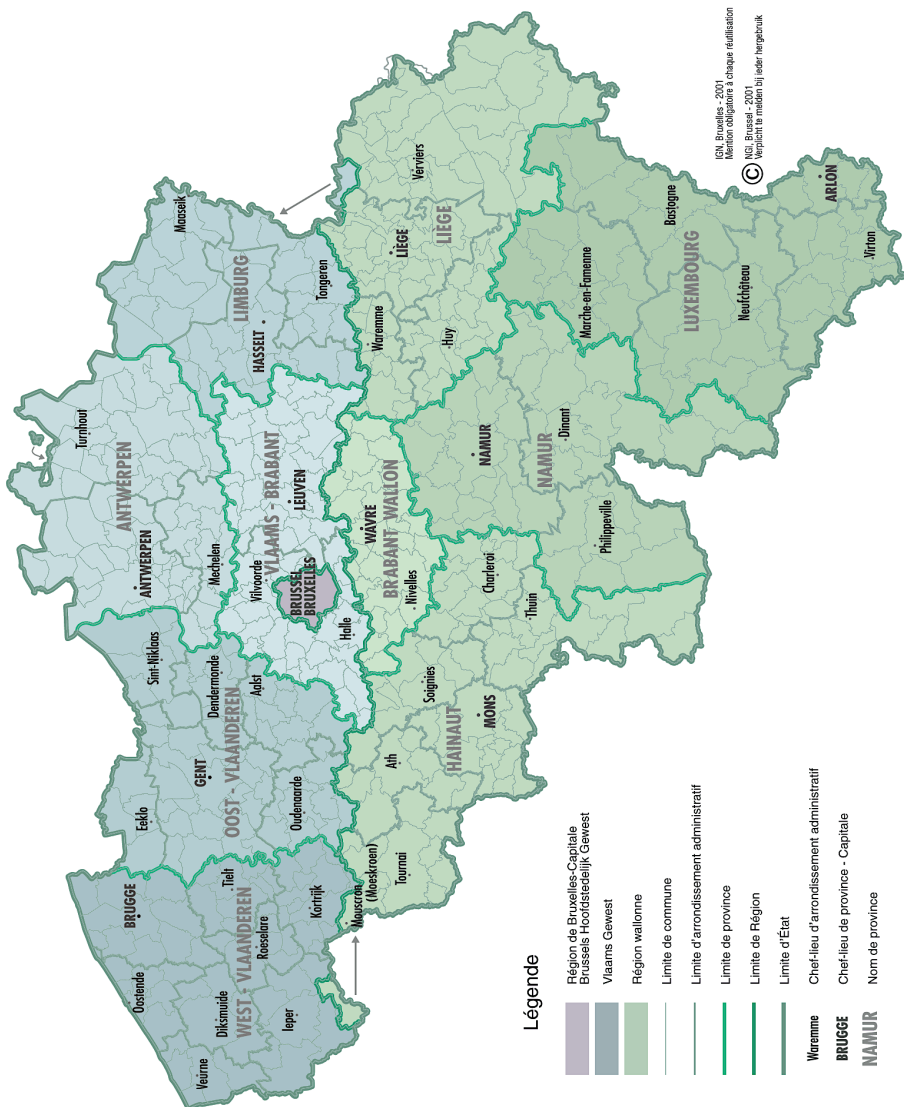 BRUGGE
Oostende
Veurne
Diksmuide
WEST - VLAANDEREN
Tielt
Roeselare
Ieper
Kortrijk
Eeklo
Sint-Niklaas
GENT
Dendermonde
OOST - VLAANDEREN
Aalst
Oudenaarde
Turnhout
ANTWERPEN
ANTWERPEN
Mechelen
Maaseik
LIMBURG
HASSELT
Tongeren
Vilvoorde
VLAAMS - BRABANT
LEUVEN
BRUSSEL
BRUXELLES
Halle
WAVRE
BRABANT WALLON
Nivelles
Mouscron
(Moeskroen)
Tournai
Ath
Soignies
HAINAUT
MONS
Charleroi
Thuin
Waremme
LIEGE
Verviers
LIEGE
Huy
NAMUR
NAMUR
Dinant
Philippeville
Marche-en-Famenne
Bastogne
LUXEMBOURG
Neufchâteau
ARLON
Virton
IGN, Bruxelles - 2001
Mention obligatoire à chaque réutilisation
© NGI, Brussel - 2001
Verplicht te melden bij ieder hergebruik
Légende
Région de Bruxelles-Capitale
Brussels Hoofdstedelijk Gewest
Vlaams Gewest
Région wallonne
Limite de commune
Limite d'arrondissement administratif
Limite de province
Limite de Région
Limite d'État
Waremme Chef-lieu d'arrondissement administratif
BRUGGE Chef-lieu de province - Capitale
NAMUR Nom de province